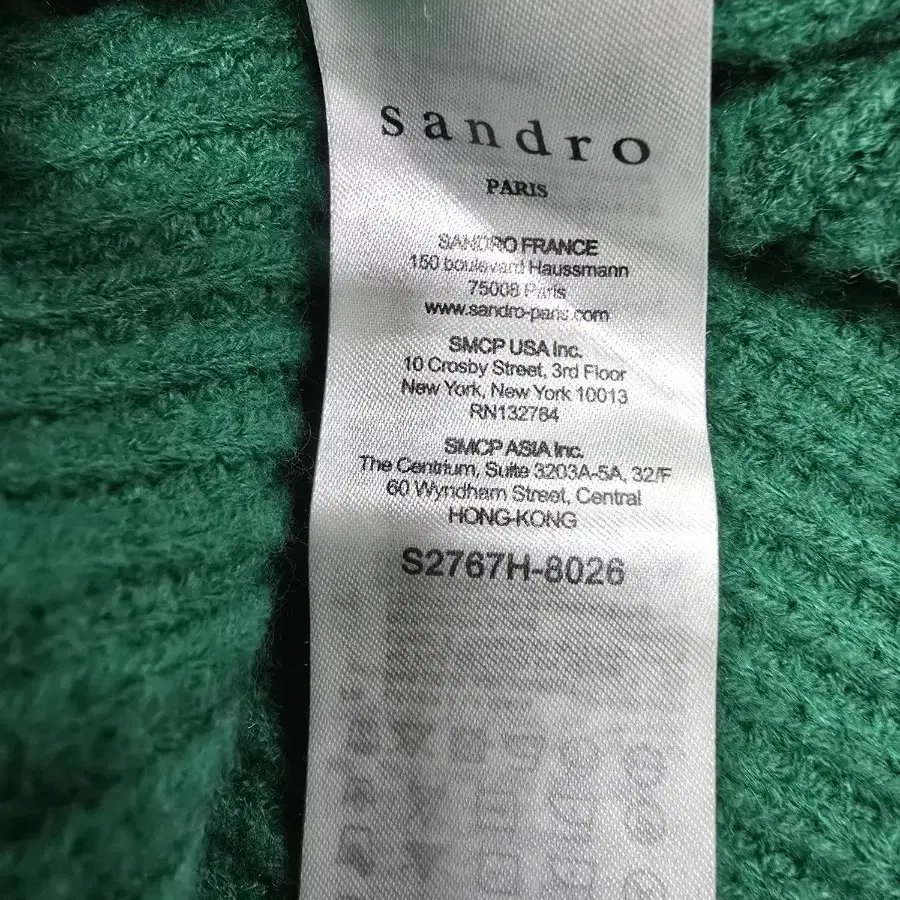 sandro
PARIS
SANDRO FRANCE
150 boulevard Haussmann
75008 Paris
www.sandro-paris.com
SMCP USA Inc.
10 Crosby Street, 3rd Floor
New York, New York 10013
RN132784
SMCP ASIA Inc.
The Centrium, Suite 3203A-5A, 32/F
60 Wyndham Street, Central
HONG-KONG
S2767H-8026